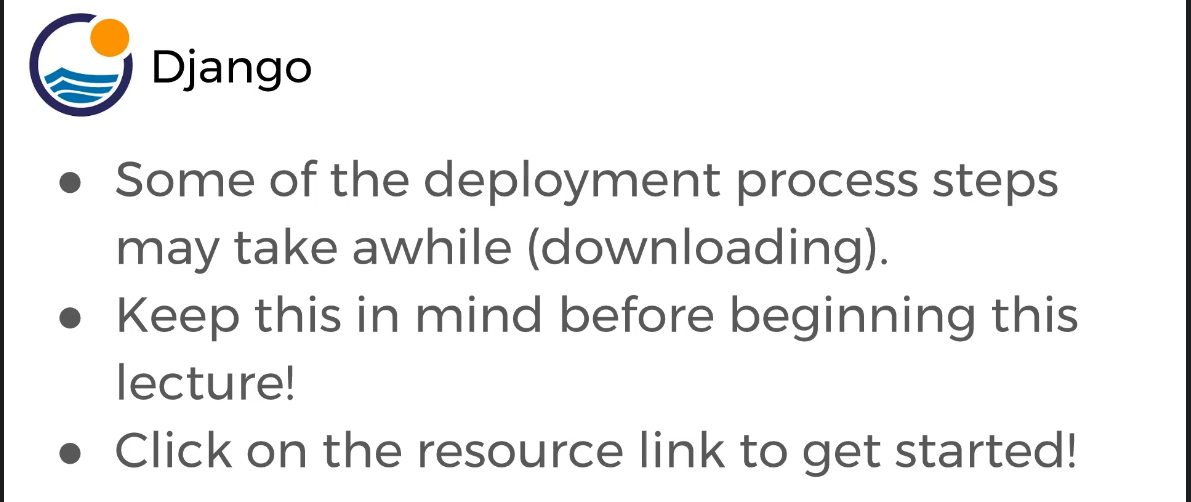 Django
● Some of the deployment process steps
may take awhile (downloading).
● Keep this in mind before beginning this
lecture!
● Click on the resource link to get started!